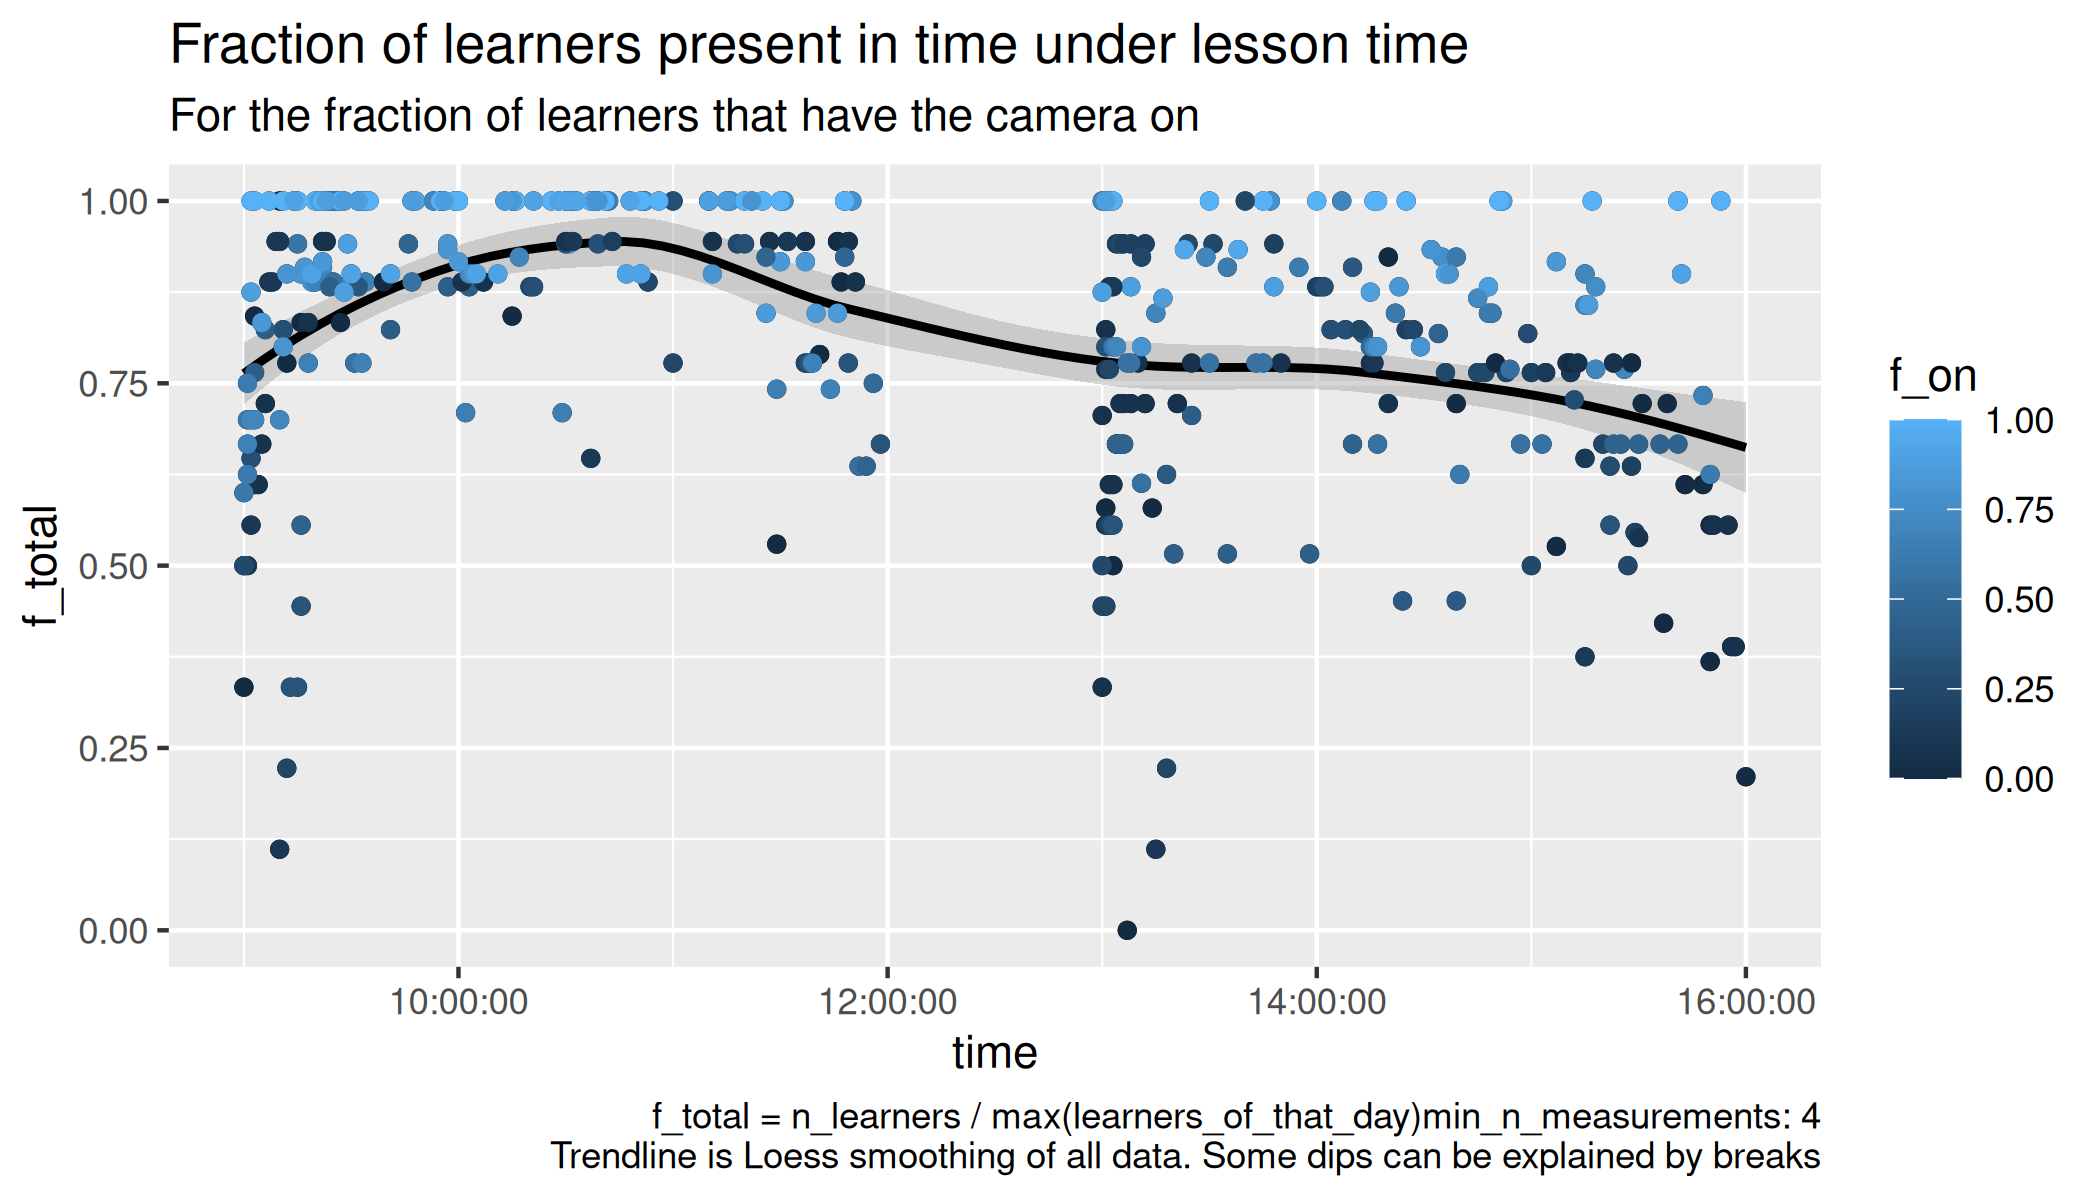 Fraction of learners present in time under lesson time
For the fraction of learners that have the camera on
1.00
0.75
0.50
0.25
0.00
f_total
10:00:00
12:00:00
14:00:00
16:00:00
time
f_on
1.00
0.75
0.50
0.25
0.00
f_total = n_learners / max(learners_of_that_day)min_n_measurements: 4
Trendline is Loess smoothing of all data. Some dips can be explained by breaks